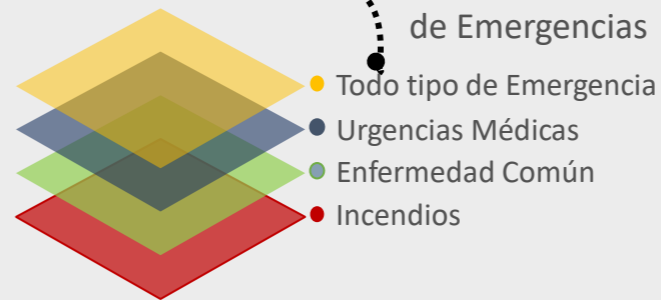 de Emergencias
Todo tipo de Emergencia
Urgencias Médicas
Enfermedad Común
Incendios